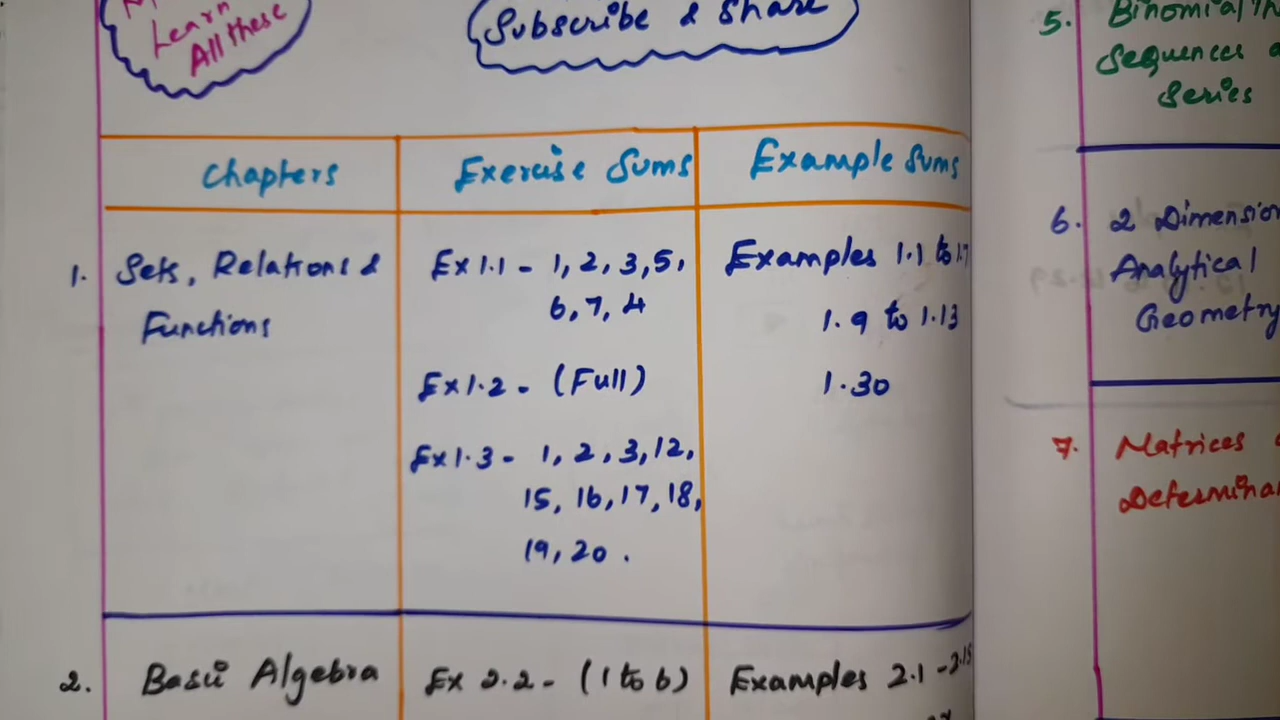 Learn
All these
Subscribe & Share
Chapters
Exercise Sums
Example Sums
1. Sets, Relations &
Functions
Ex 1.1 - 1, 2, 3, 5,
6, 7, 4
Ex 1.2 - (Full)
Ex 1.3 - 1, 2, 3, 12,
15, 16, 17, 18,
19, 20.
Examples 1.1 to 1.7
1.9 to 1.13
1.30
2. Basic Algebra
Ex 2.2 - (1 to 6)
Examples 2.1 -
5. Binomial
Sequences
Series
6. 2 Dimension
Analytical
Geometry
7. Matrices